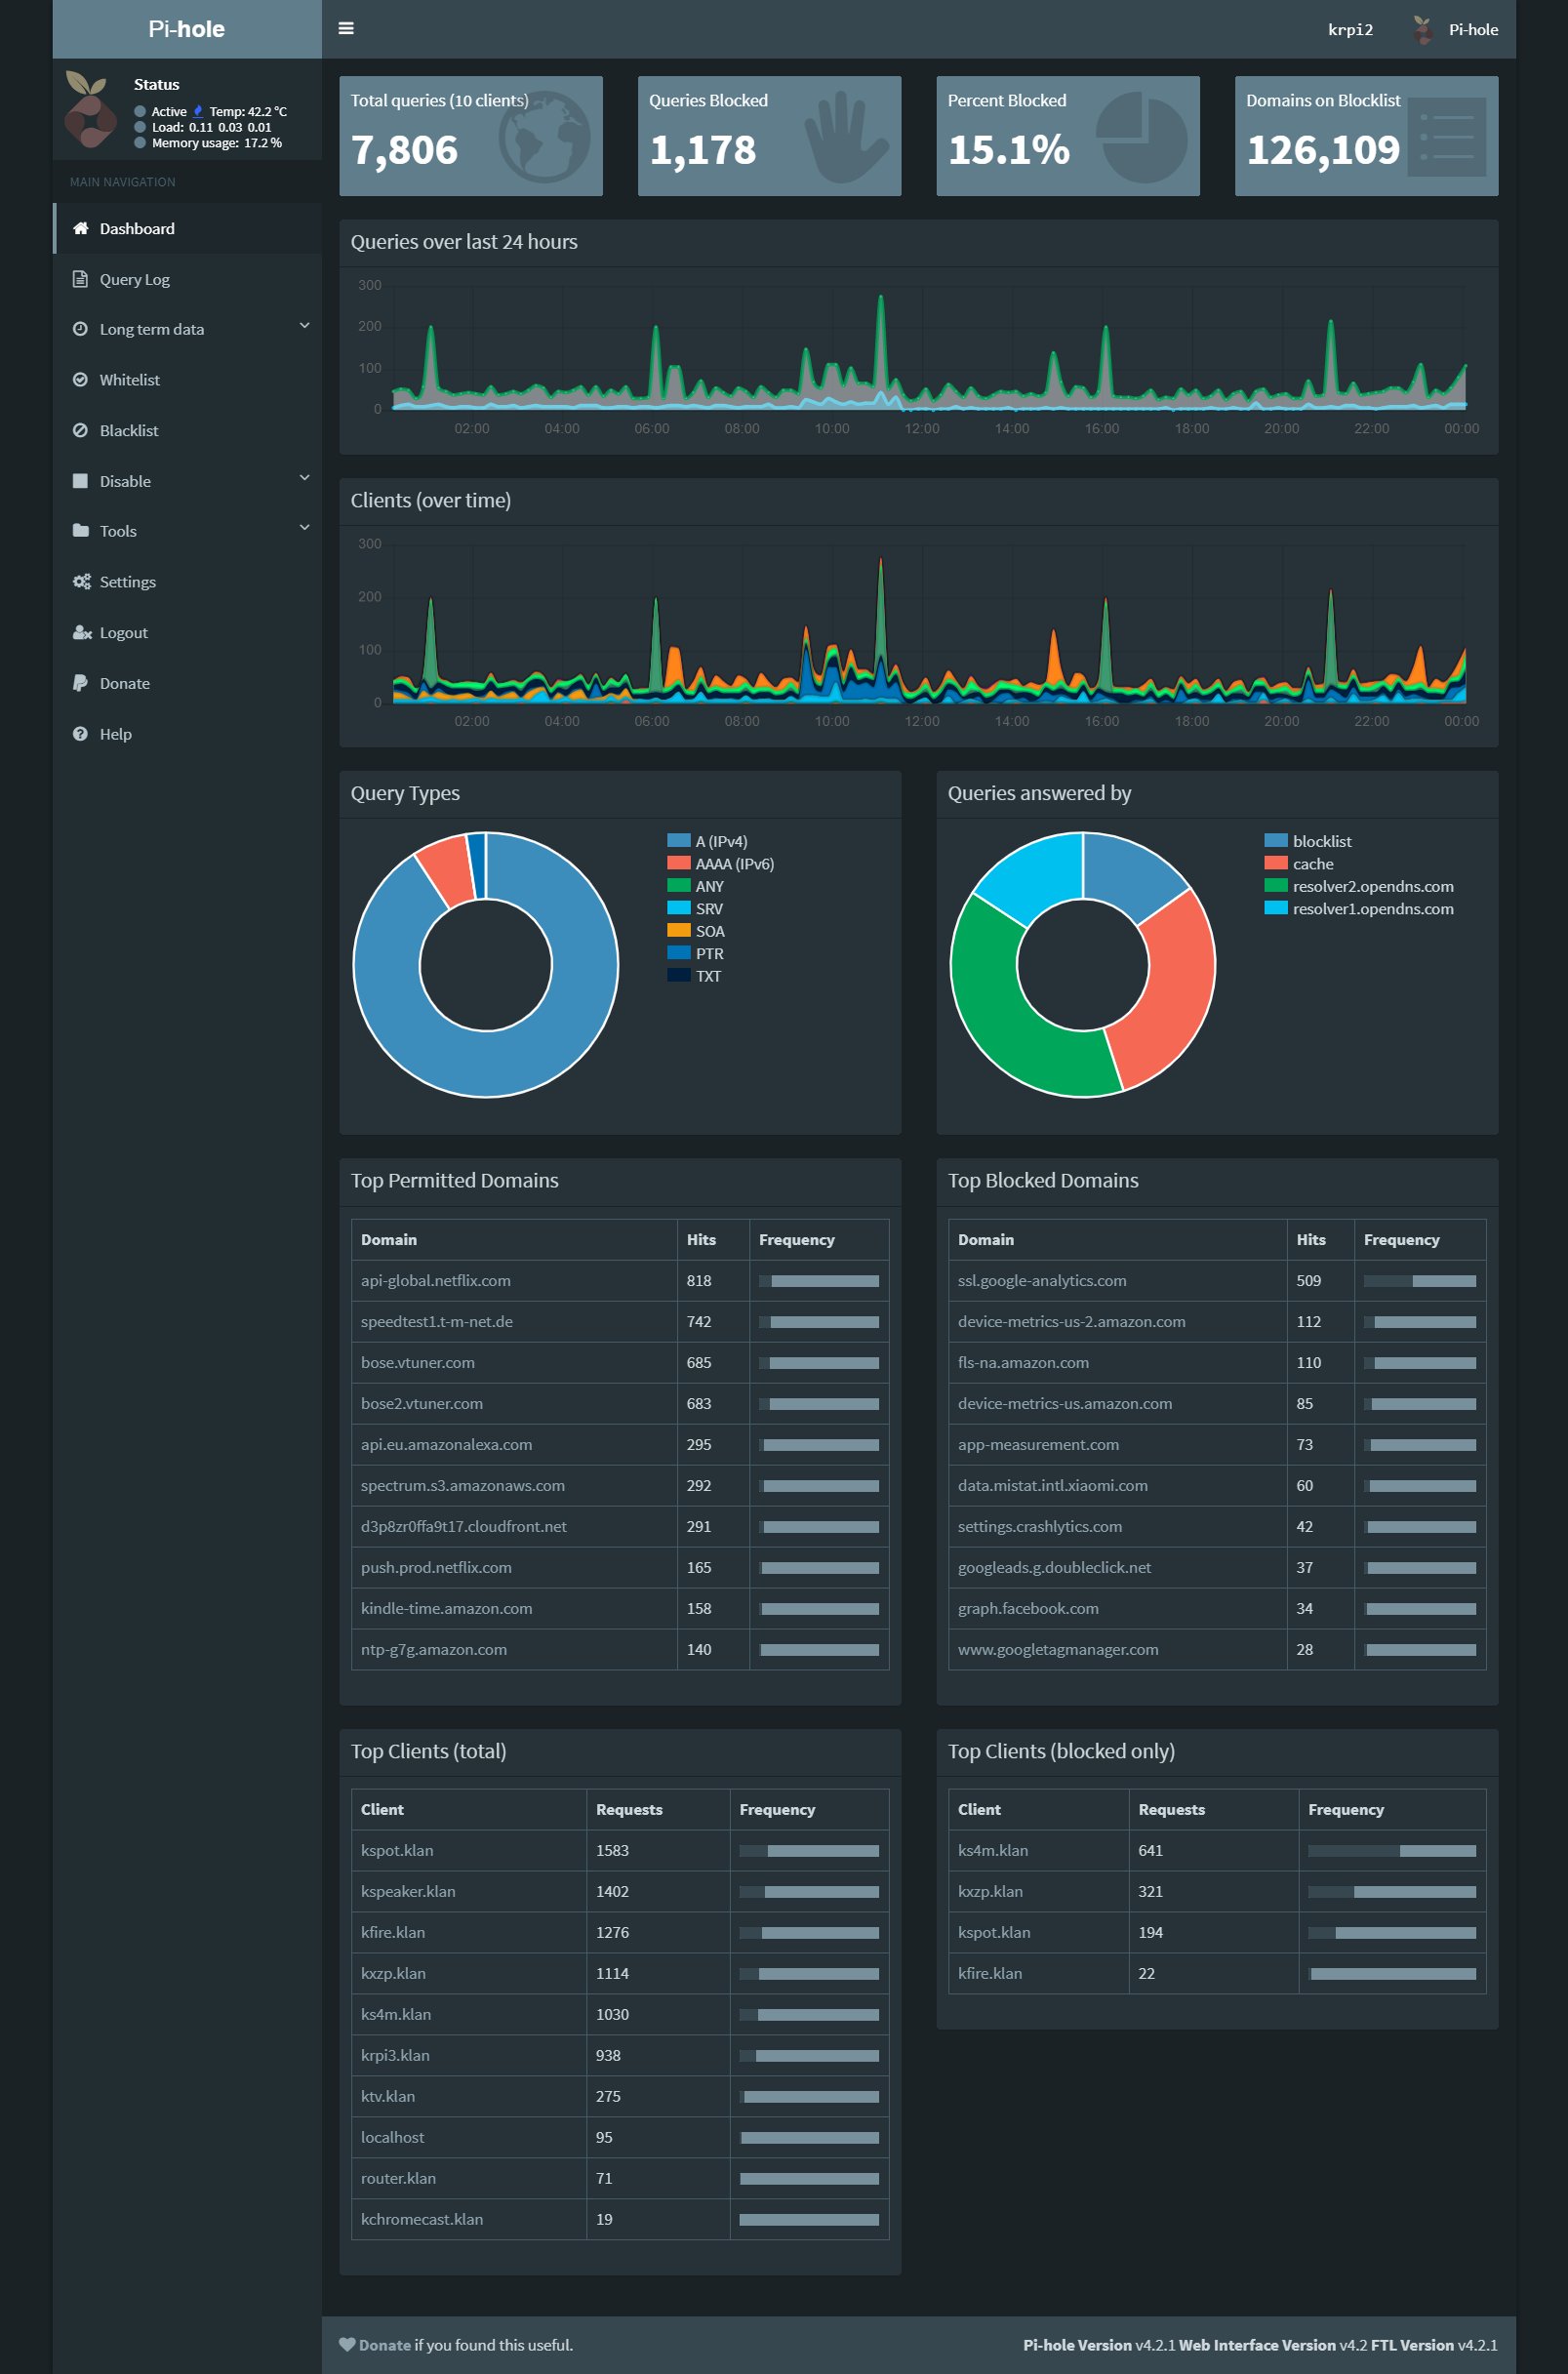 Pi-hole
krpi2 Pi-hole
Status
Active Temp: 42.2 °C
Load: 0.11 0.03 0.01
Memory usage: 17.2 %
MAIN NAVIGATION
Dashboard
Query Log
Long term data
Whitelist
Blacklist
Disable
Tools
Settings
Logout
Donate
Help
Total queries (10 clients)
7,806
Queries Blocked
1,178
Percent Blocked
15.1%
Domains on Blocklist
126,109
Queries over last 24 hours
300
200
100
0
02:00 04:00 06:00 08:00 10:00 12:00 14:00 16:00 18:00 20:00 22:00 00:00
Clients (over time)
300
200
100
0
02:00 04:00 06:00 08:00 10:00 12:00 14:00 16:00 18:00 20:00 22:00 00:00
Query Types
A (IPv4)
AAAA (IPv6)
ANY
SRV
SOA
PTR
TXT
Queries answered by
blocklist
cache
resolver2.opendns.com
resolver1.opendns.com
Top Permitted Domains
Domain Hits Frequency
api-global.netflix.com 818
speedtest1.t-m-net.de 742
bose.vtuner.com 685
bose2.vtuner.com 683
api.eu.amazonalexa.com 295
spectrum.s3.amazonaws.com 292
d3p8zr0ffa9t17.cloudfront.net 291
push.prod.netflix.com 165
kindle-time.amazon.com 158
ntp-g7g.amazon.com 140
Top Blocked Domains
Domain Hits Frequency
ssl.google-analytics.com 509
device-metrics-us-2.amazon.com 112
fls-na.amazon.com 110
device-metrics-us.amazon.com 85
app-measurement.com 73
data.mistat.intl.xiaomi.com 60
settings.crashlytics.com 42
googleads.g.doubleclick.net 37
graph.facebook.com 34
www.googletagmanager.com 28
Top Clients (total)
Client Requests Frequency
kspot.klan 1583
kspeaker.klan 1402
kfire.klan 1276
kxzp.klan 1114
ks4m.klan 1030
krpi3.klan 938
ktv.klan 275
localhost 95
router.klan 71
kchromecast.klan 19
Top Clients (blocked only)
Client Requests Frequency
ks4m.klan 641
kxzp.klan 321
kspot.klan 194
kfire.klan 22
Donate if you found this useful.
Pi-hole Version v4.2.1 Web Interface Version v4.2 FTL Version v4.2.1